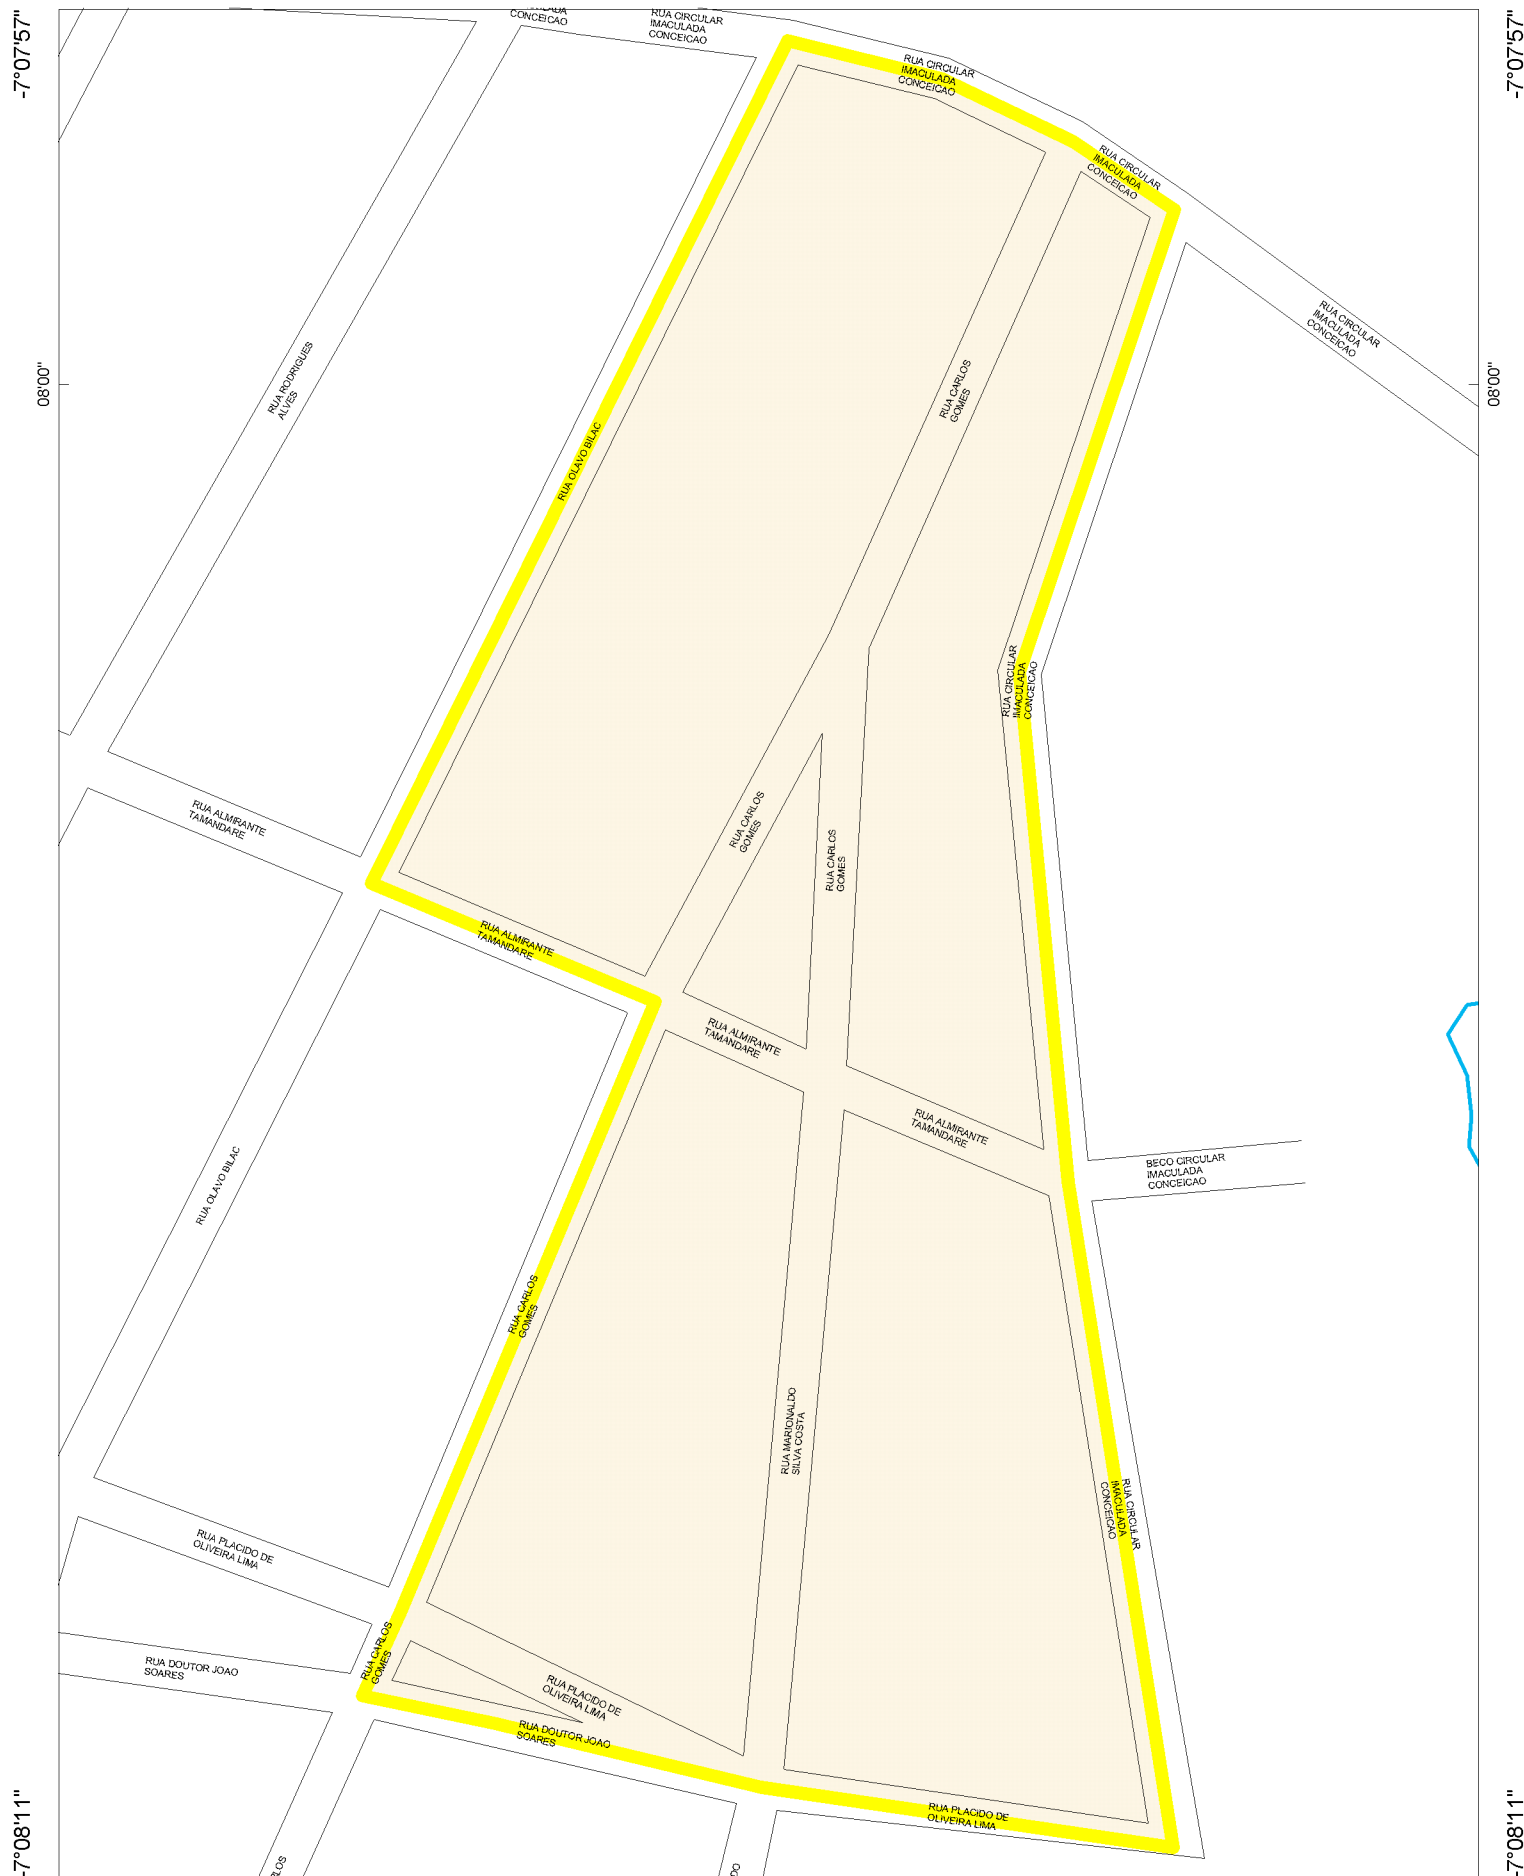 CONCEICAO
RUA CIRCULAR
IMACULADA
CONCEICAO
-7°07'57"
-7°07'57"
RUA CIRCULAR
IMACULADA
CONCEICAO
RUA CIRCULAR
IMACULADA
CONCEICAO
RUA CIRCULAR
IMACULADA
CONCEICAO
RUA RODRIGUES
ALVES
08'00"
08'00"
RUA CARLOS
GOMES
RUA OLAVO BILAC
RUA CIRCULAR
IMACULADA
CONCEICAO
RUA ALMIRANTE
TAMANDARE
RUA CARLOS
GOMES
RUA CARLOS
GOMES
RUA ALMIRANTE
TAMANDARE
RUA ALMIRANTE
TAMANDARE
RUA ALMIRANTE
TAMANDARE
BECO CIRCULAR
IMACULADA
CONCEICAO
RUA OLAVO BILAC
RUA CARLOS
GOMES
RUA MARIONALDO
SILVA COSTA
RUA CIRCULAR
IMACULADA
CONCEICAO
RUA PLACIDO DE
OLIVEIRA LIMA
RUA CARLOS
GOMES
RUA DOUTOR JOAO
SOARES
RUA PLACIDO DE
OLIVEIRA LIMA
RUA DOUTOR JOAO
SOARES
RUA PLACIDO DE
OLIVEIRA LIMA
-7°08'11"
-7°08'11"